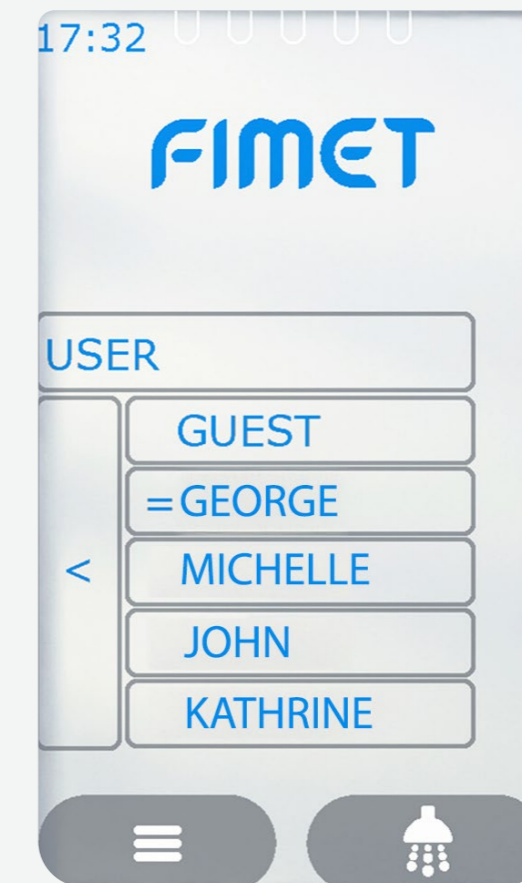 17:32
FIMET
USER
GUEST
=GEORGE
<
MICHELLE
JOHN
KATHRINE